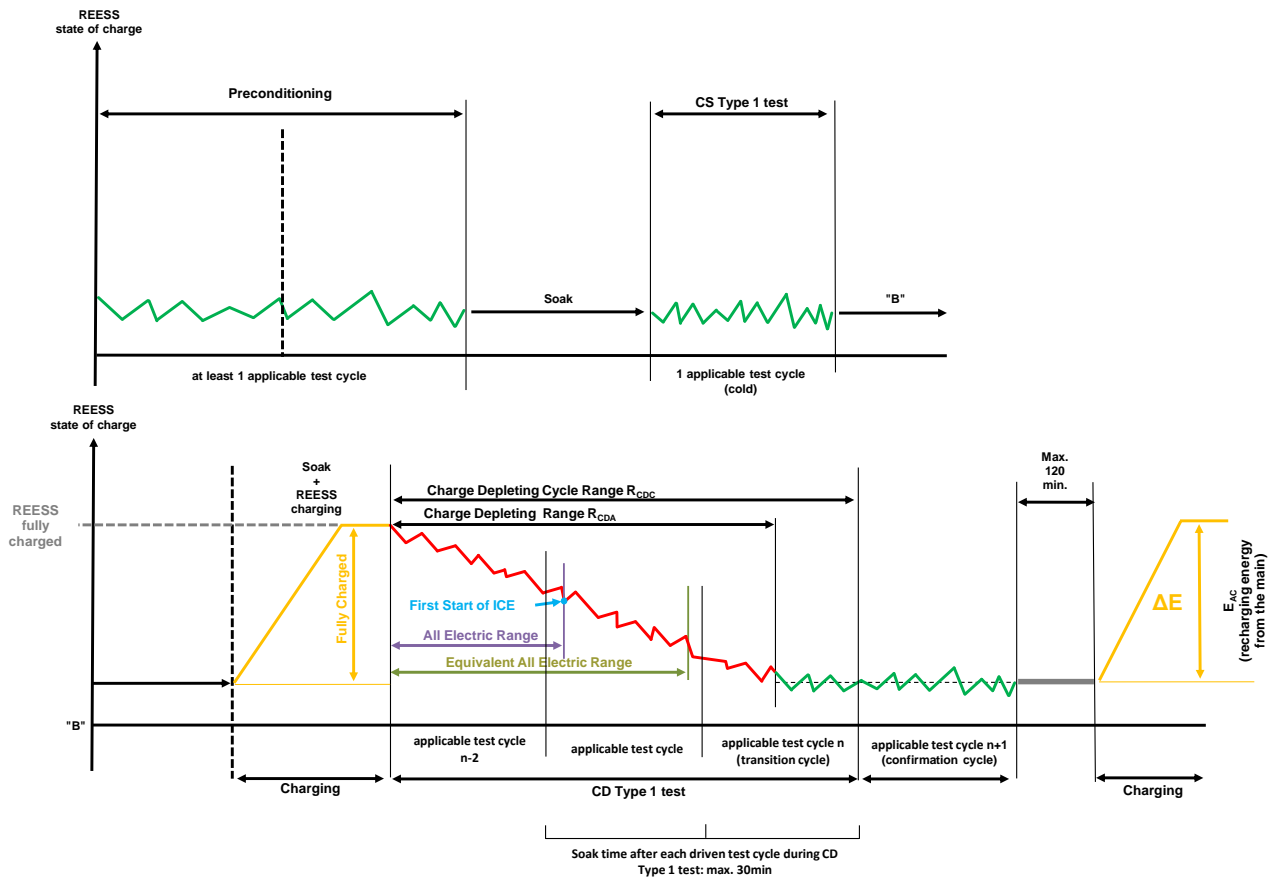 REESS
state of charge
Preconditioning
CS Type 1 test
Soak
"B"
at least 1 applicable test cycle
1 applicable test cycle
(cold)
REESS
state of charge
Max.
120
min.
Soak
+
REESS
charging
Charge Depleting Cycle Range RCDC
Charge Depleting Range RCDA
REESS
fully
charged
Fully Charged
First Start of ICE
All Electric Range
Equivalent All Electric Range
ΔE
EAC
(recharging energy
from the main)
"B"
applicable test cycle
n-2
applicable test cycle
applicable test cycle n
(transition cycle)
applicable test cycle n+1
(confirmation cycle)
Charging
CD Type 1 test
Charging
Soak time after each driven test cycle during CD
Type 1 test: max. 30min